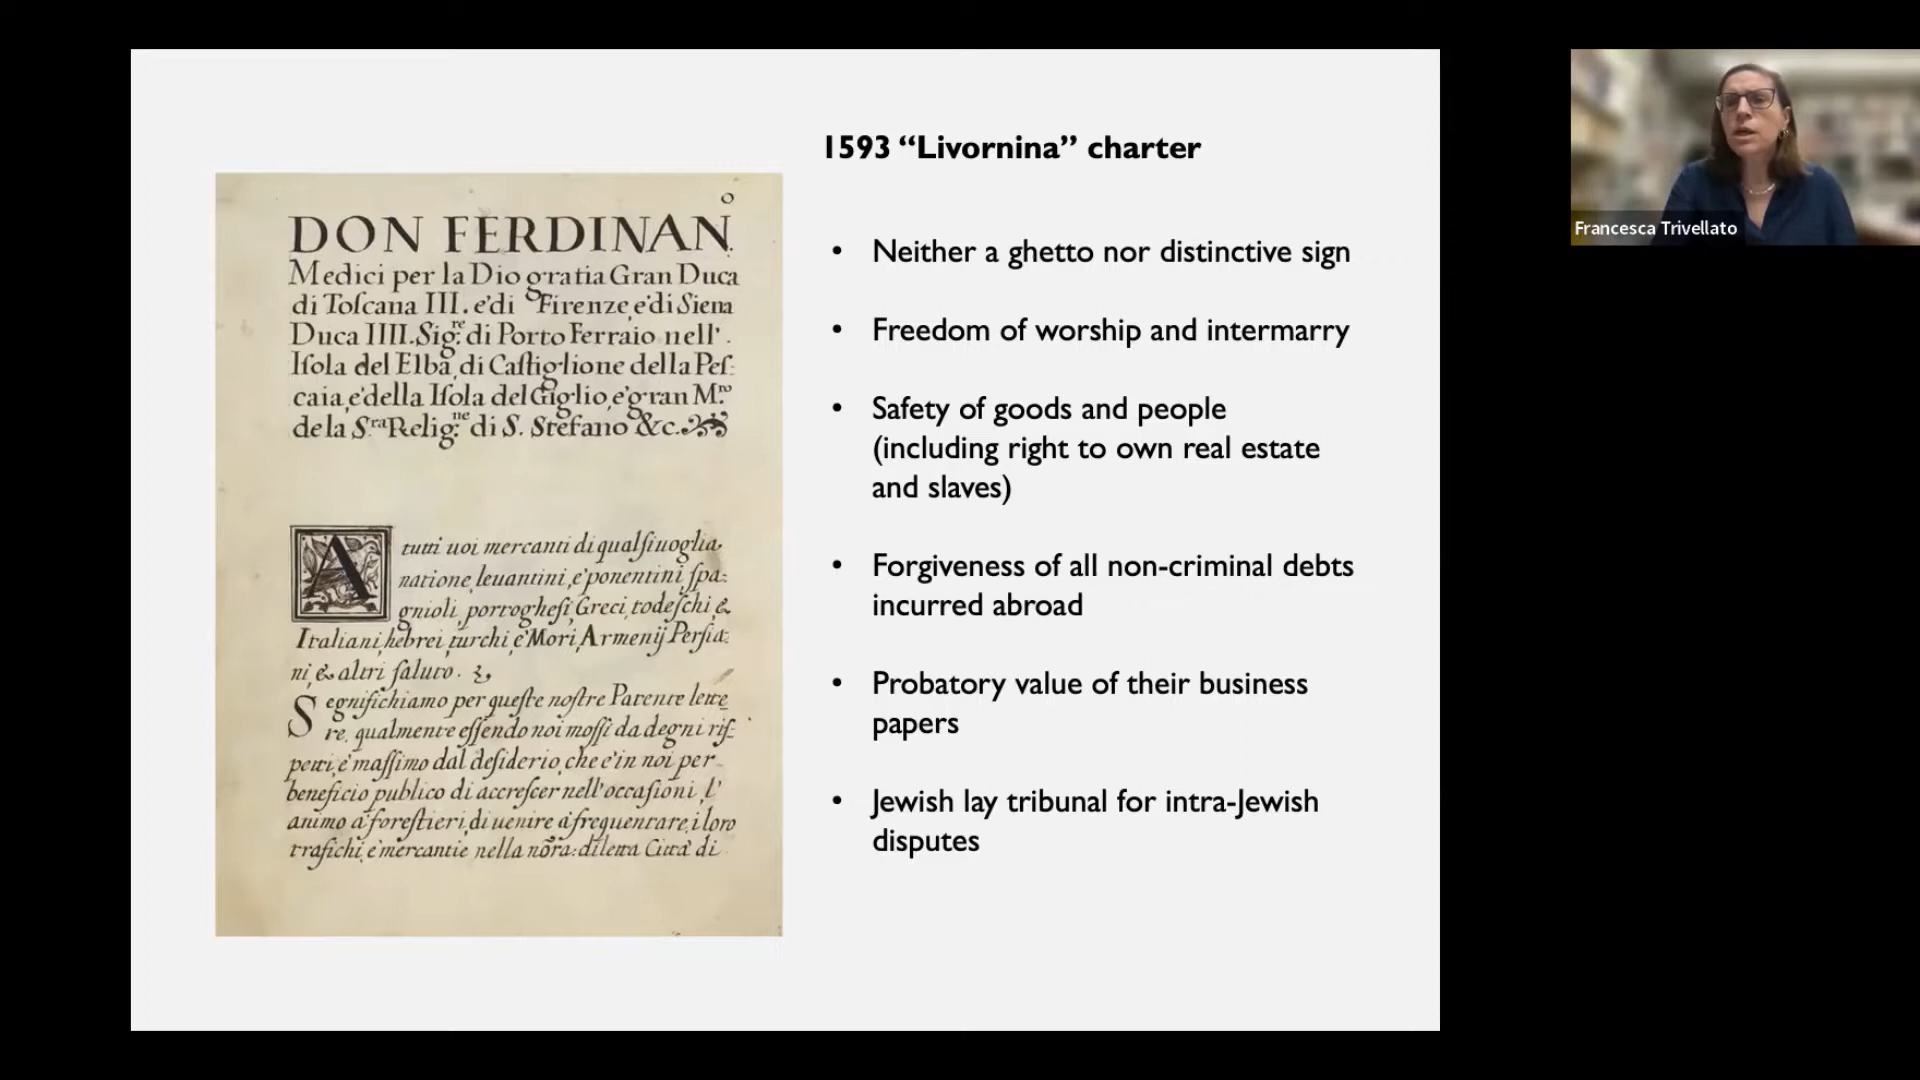 1593 “Livornina” charter
• Neither a ghetto nor distinctive sign
• Freedom of worship and intermarry
• Safety of goods and people
(including right to own real estate
and slaves)
• Forgiveness of all non-criminal debts
incurred abroad
• Probatory value of their business
papers
• Jewish lay tribunal for intra-Jewish
disputes
0
DON FERDINAN.
Medici per la Dio gratia Gran Duca
di Toſcana III. e'di Firenze, e'di Siena
Duca IIII. Sig.re di Porto Ferraio nell'
Iſola del Elba, di Caſtiglione della Peſ:
caia, e'della Iſola del Giglio, e'gran M.ro
de la S.ra Relig.ne di S. Stefano &c.
A tutti uoi mercanti di qualſiuoglia
natione, leuantini, e'ponentini, ſpa:
gnioli, portogheſi, Greci, todeſchi, &
Italiani, hebrei, turchi, e'Mori, Armenij Perſia:
ni, & altri ſaluto.
Segnifichiamo per queſte noſtre Patente lette
re, qualmente eſſendo noi moſſi da degni riſ:
petti, e'maſſimo dal deſiderio, che e'in noi per
beneficio publico di accreſcer nell'occaſioni, l'
animo a'foreſtieri, di uenire a'frequentare, i loro
trafichi, e'mercantie nella nõra: diletta Città di
Francesca Trivellato